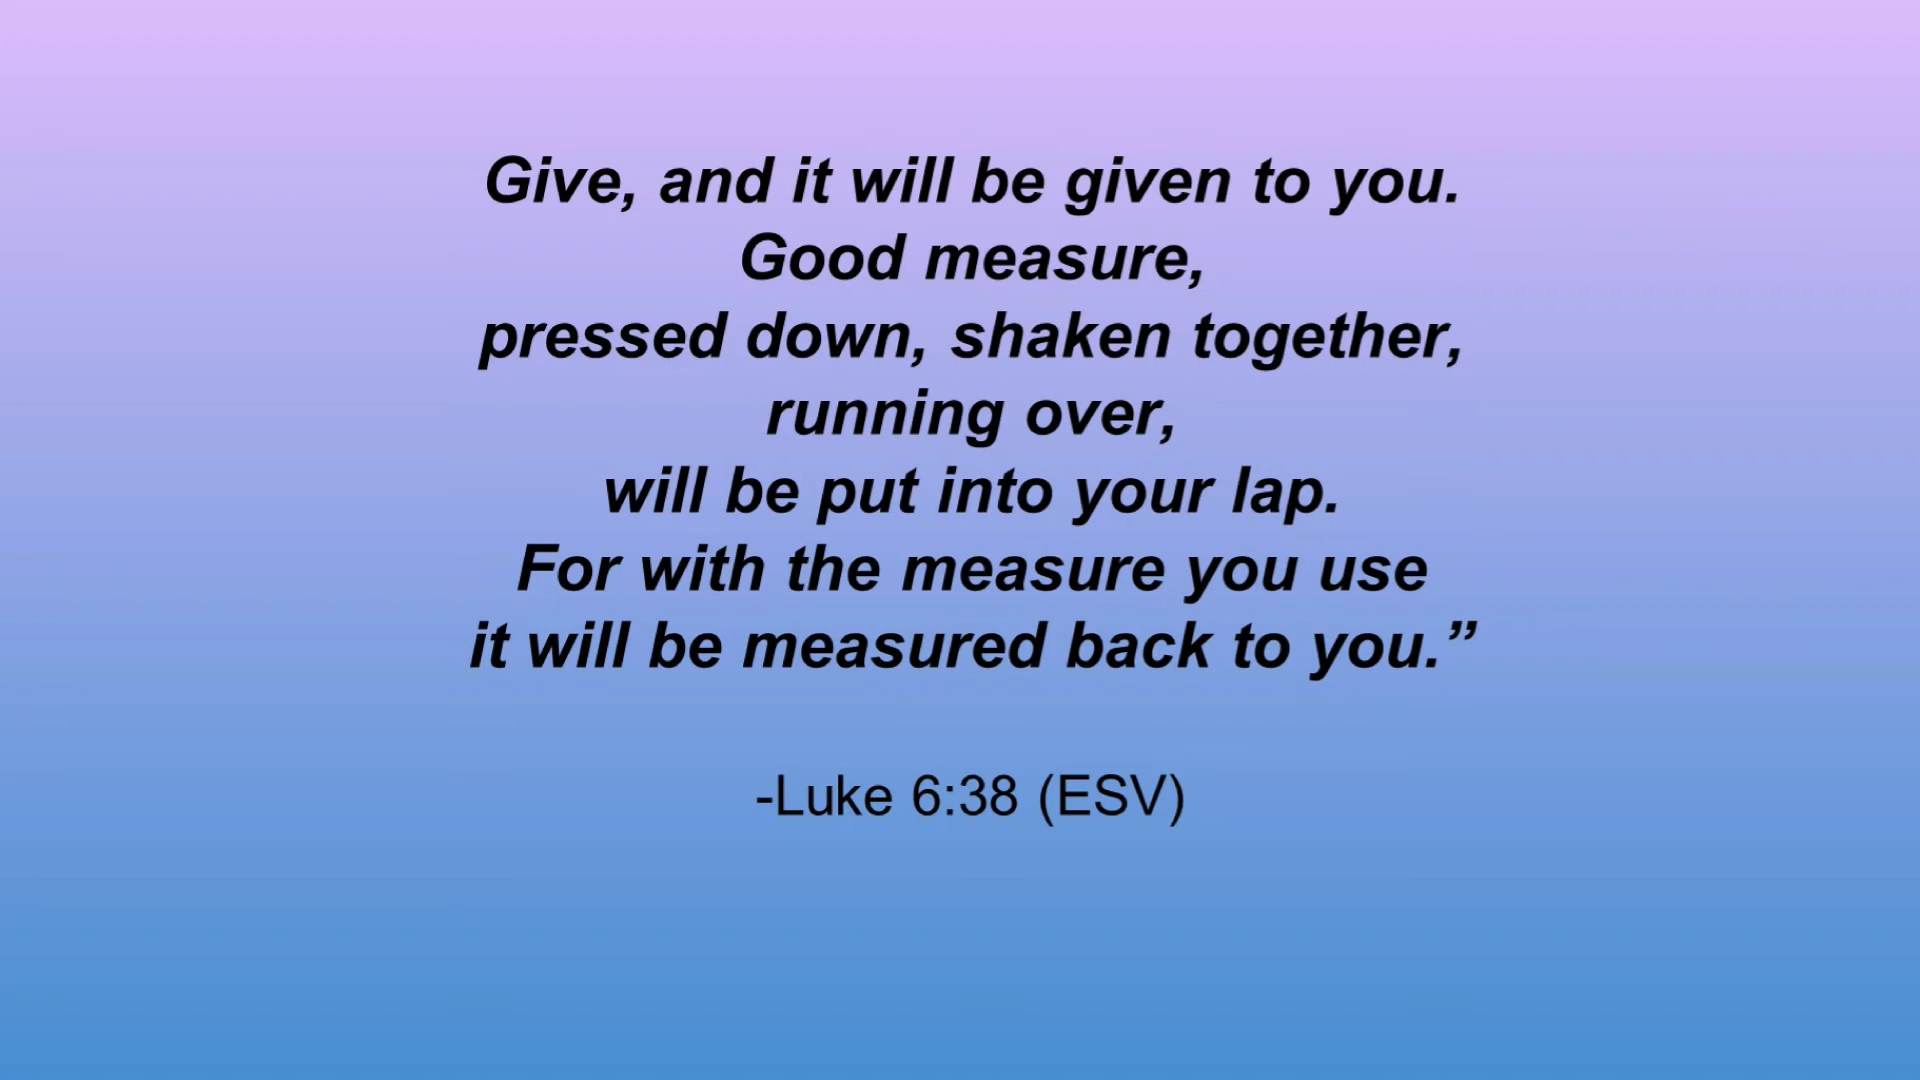 Give, and it will be given to you.
Good measure,
pressed down, shaken together,
running over,
will be put into your lap.
For with the measure you use
it will be measured back to you.”
-Luke 6:38 (ESV)